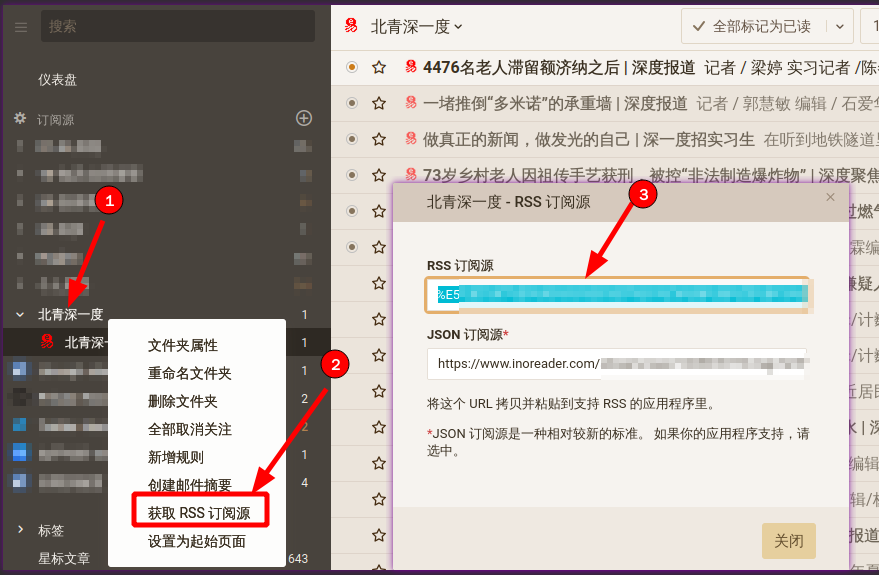 搜索
仪表盘
订阅源
1
北青深一度 1
北青深一 1
1
2
2
1
4
标签
星标文章 643
文件夹属性
重命名文件夹
删除文件夹
全部取消关注
新增规则
创建邮件摘要
获取 RSS 订阅源
设置为起始页面
2
北青深一度
全部标记为已读
4476名老人滞留额济纳之后 | 深度报道 记者 / 梁婷 实习记者 /陈
一堵推倒“多米诺”的承重墙 | 深度报道 记者 / 郭慧敏 编辑 / 石爱华
做真正的新闻，做发光的自己 | 深一度招实习生 在听到地铁隧道里
73岁乡村老人因祖传手艺获刑，被控“非法制造爆炸物” | 深度聚焦
3
北青深一度 - RSS 订阅源
RSS 订阅源
%E5
JSON 订阅源*
https://www.inoreader.com/
将这个 URL 拷贝并粘贴到支持 RSS 的应用程序里。
*JSON 订阅源是一种相对较新的标准。 如果你的应用程序支持，请
选中。
关闭